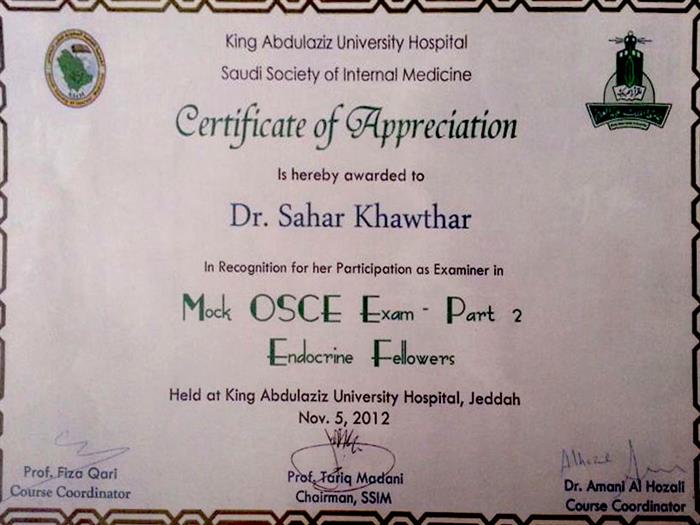 King Abdulaziz University Hospital
Saudi Society of Internal Medicine
Certificate of Appreciation
Is hereby awarded to
Dr. Sahar Khawthar
In Recognition for her Participation as Examiner in
Mock OSCE Exam - Part 2
Endocrine Fellowers
Held at King Abdulaziz University Hospital, Jeddah
Nov. 5, 2012
Prof. Fiza Qari
Course Coordinator
Prof. Tariq Madani
Chairman, SSIM
Dr. Amani Al Hozali
Course Coordinator